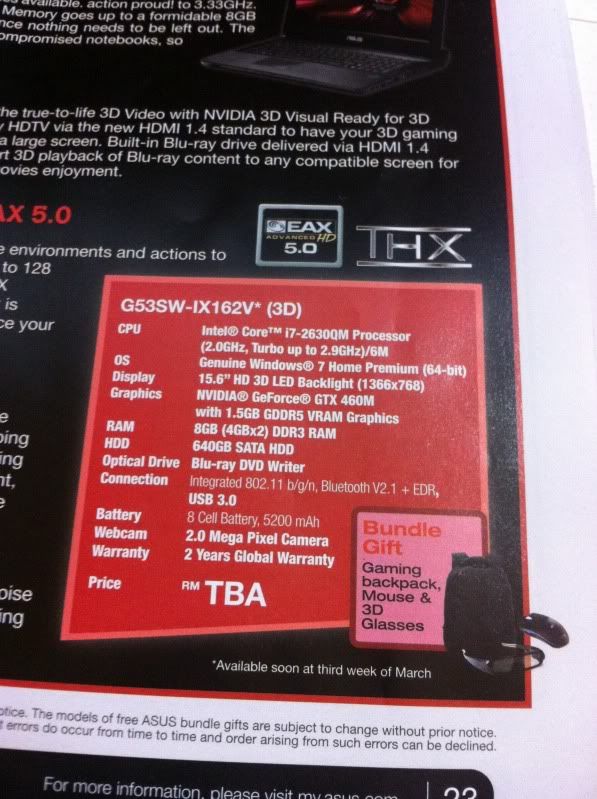 available. action proud! to 3.33GHz.
Memory goes up to a formidable 8GB
nce nothing needs to be left out. The
ompromised notebooks, so
the true-to-life 3D Video with NVIDIA 3D Visual Ready for 3D
HDTV via the new HDMI 1.4 standard to have your 3D gaming
a large screen. Built-in Blu-ray drive delivered via HDMI 1.4
rt 3D playback of Blu-ray content to any compatible screen for
ovies enjoyment.
AX 5.0
EAX
ADVANCED HD
5.0
THX
e environments and actions to
to 128
X
is
ce your
G53SW-IX162V* (3D)
CPU Intel® Core™ i7-2630QM Processor
(2.0GHz, Turbo up to 2.9GHz)/6M
OS Genuine Windows® 7 Home Premium (64-bit)
Display 15.6" HD 3D LED Backlight (1366x768)
Graphics NVIDIA® GeForce® GTX 460M
with 1.5GB GDDR5 VRAM Graphics
RAM 8GB (4GBx2) DDR3 RAM
HDD 640GB SATA HDD
Optical Drive Blu-ray DVD Writer
Connection Integrated 802.11 b/g/n, Bluetooth V2.1 + EDR,
USB 3.0
Battery 8 Cell Battery, 5200 mAh
Webcam 2.0 Mega Pixel Camera
Warranty 2 Years Global Warranty
Price RM TBA
e
ping
ing
nt,
e
oise
ing
Bundle
Gift
Gaming
backpack,
Mouse &
3D
Glasses
*Available soon at third week of March
otice. The models of free ASUS bundle gifts are subject to change without prior notice.
t errors do occur from time to time and order arising from such errors can be declined.
For more information, please visit my.asus.com
23